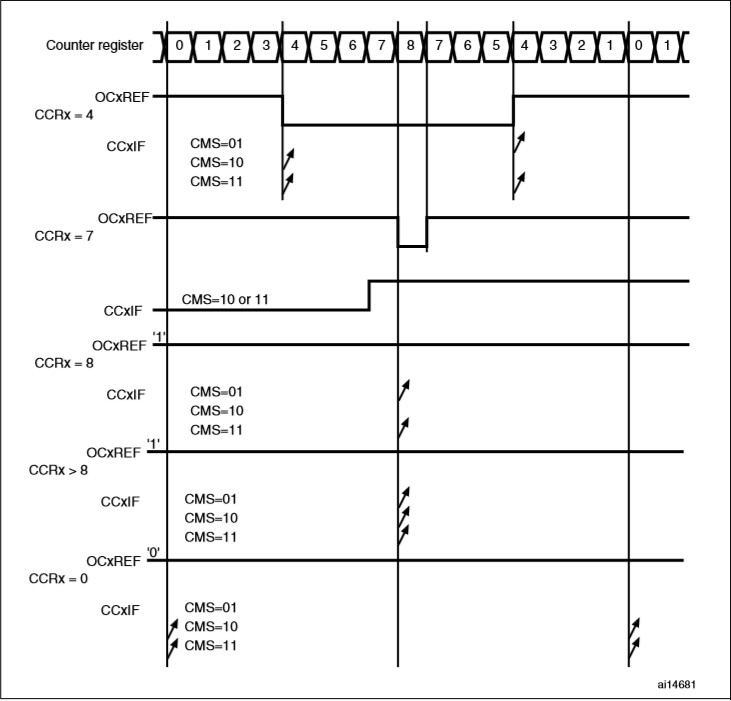 Counter register 0 1 2 3 4 5 6 7 8 7 6 5 4 3 2 1 0 1
OCxREF
CCRx = 4
CCxIF CMS=01
CMS=10
CMS=11
OCxREF
CCRx = 7
CMS=10 or 11
CCxIF
'1'
OCxREF
CCRx = 8
CCxIF CMS=01
CMS=10
CMS=11
'1'
OCxREF
CCRx > 8
CCxIF CMS=01
CMS=10
CMS=11
'0'
OCxREF
CCRx = 0
CCxIF CMS=01
CMS=10
CMS=11
ai14681